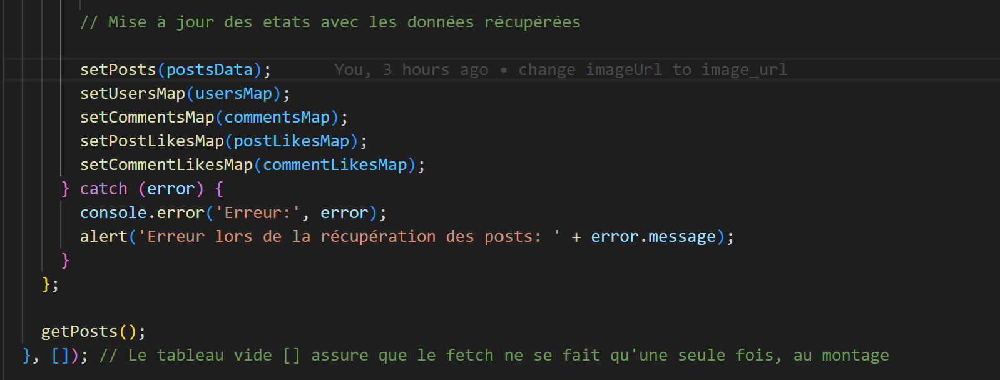 // Mise à jour des etats avec les données récupérées
setPosts(postsData);     You, 3 hours ago • change imageUrl to image_url
setUsersMap(usersMap);
setCommentsMap(commentsMap);
setPostLikesMap(postLikesMap);
setCommentLikesMap(commentLikesMap);
} catch (error) {
console.error('Erreur:', error);
alert('Erreur lors de la récupération des posts: ' + error.message);
}
};
getPosts();
}, []); // Le tableau vide [] assure que le fetch ne se fait qu'une seule fois, au montage